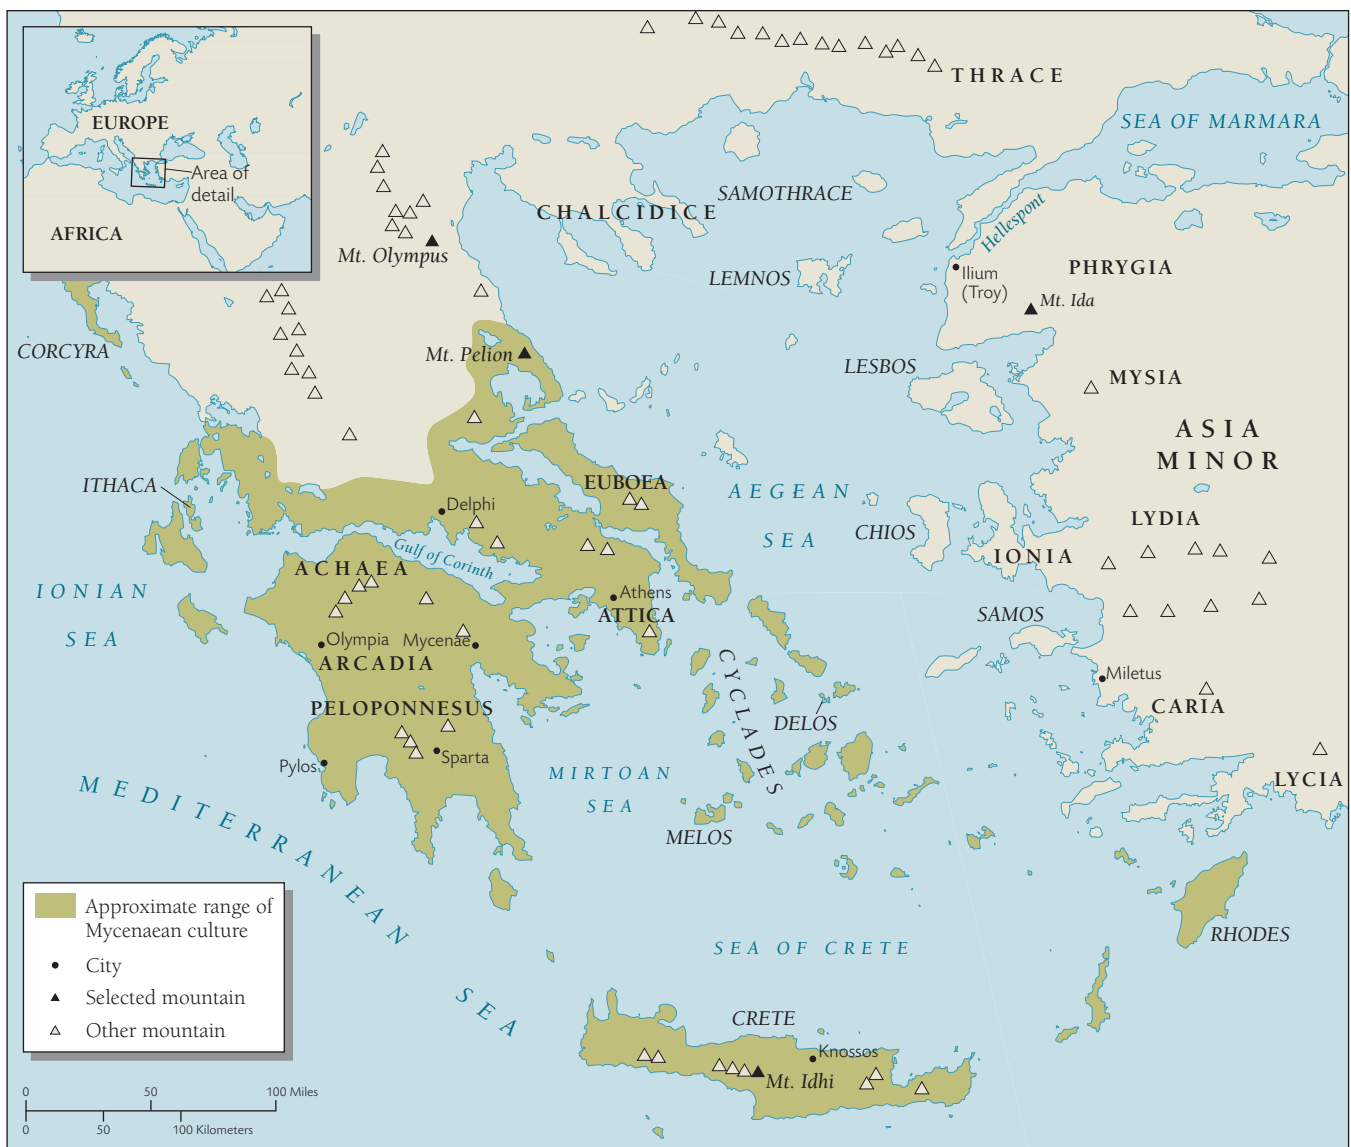 EUROPE
Area of
detail
AFRICA
THRACE
SEA OF MARMARA
CHALCIDICE
SAMOTHRACE
Hellespont
Mt. Olympus
LEMNOS
Ilium
(Troy)
PHRYGIA
Mt. Ida
CORCYRA
Mt. Pelion
LESBOS
MYSIA
ASIA
MINOR
ITHACA
EUBOEA
AEGEAN
SEA
Delphi
CHIOS
LYDIA
IONIA
Gulf of Corinth
ACHAEA
IONIAN
SEA
Athens
ATTICA
SAMOS
Olympia
Mycenae
ARCADIA
CYCLADES
Miletus
CARIA
PELOPONNESUS
DELOS
Sparta
Pylos
MIRTOAN
SEA
LYCIA
MELOS
MEDITERRANEAN SEA
RHODES
SEA OF CRETE
CRETE
Knossos
Mt. Idhi
Approximate range of
Mycenaean culture
City
Selected mountain
Other mountain
0 50 100 Miles
0 50 100 Kilometers